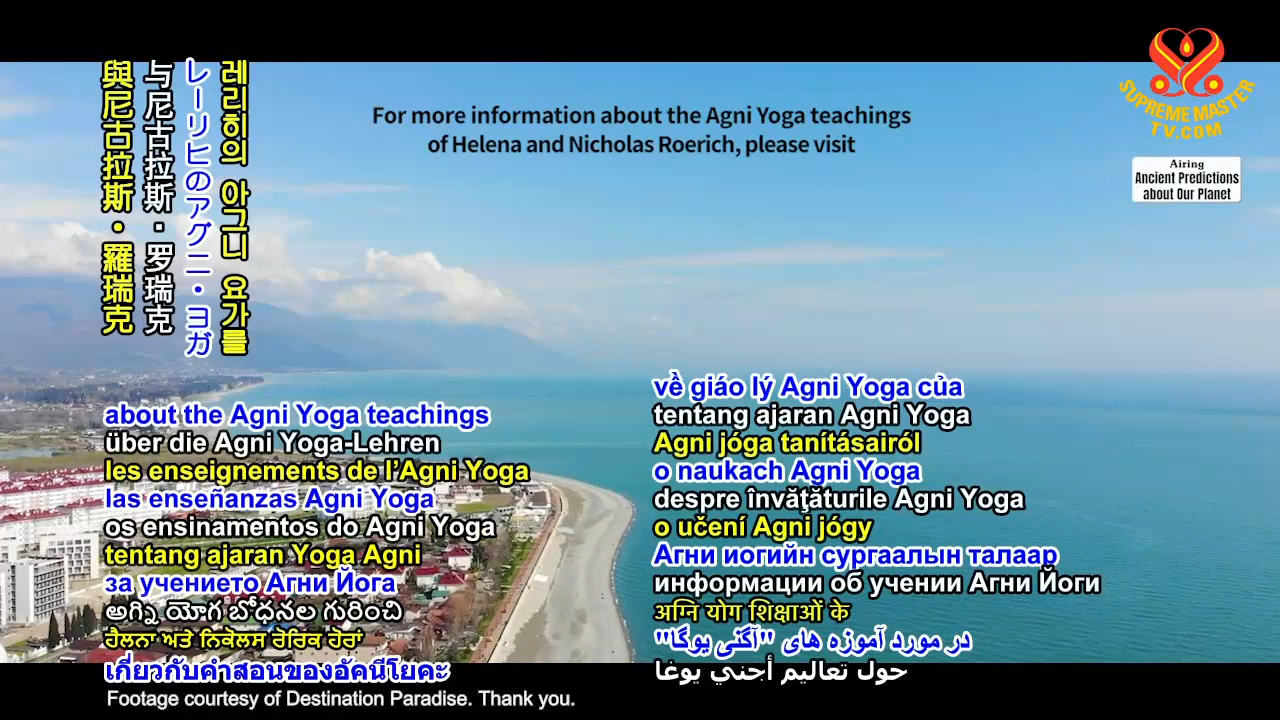 與尼古拉斯・羅瑞克
与尼古拉斯・罗瑞克
レーリヒのアグニ・ヨガ
레리히의 아그니 요가를
For more information about the Agni Yoga teachings
of Helena and Nicholas Roerich, please visit
SUPREME MASTER
TV.COM
Airing
Ancient Predictions
about Our Planet
about the Agni Yoga teachings
über die Agni Yoga-Lehren
les enseignements de l'Agni Yoga
las enseñanzas Agni Yoga
os ensinamentos do Agni Yoga
tentang ajaran Yoga Agni
за учението Агни Йога
అగ్ని యోగ బోధనల గురించి
ਹੈਲਨਾ ਅਤੇ ਨਿਕੋਲਸ ਰੋਰਿਕ ਹੋਰਾਂ
เกี่ยวกับคำสอนของอัคนีโยคะ
về giáo lý Agni Yoga của
tentang ajaran Agni Yoga
Agni jóga tanításairól
o naukach Agni Yoga
despre învăţăturile Agni Yoga
o učení Agni jógy
Агни иогийн сургаалын талаар
информации об учении Агни Йоги
अग्नि योग शिक्षाओं के
در مورد آموزه های "آگنی یوگا"
حول تعاليم أجني يوغا
Footage courtesy of Destination Paradise. Thank you.